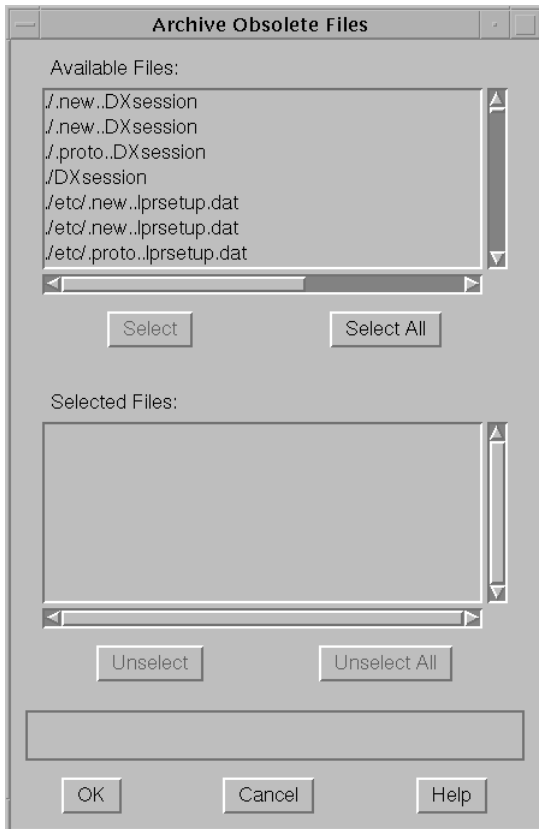 Archive Obsolete Files
Available Files:
./.new..DXsession
./.new..DXsession
./.proto..DXsession
./DXsession
./etc/.new..lprsetup.dat
./etc/.new..lprsetup.dat
./etc/.proto..lprsetup.dat
Select Select All
Selected Files:
Unselect Unselect All
OK Cancel Help